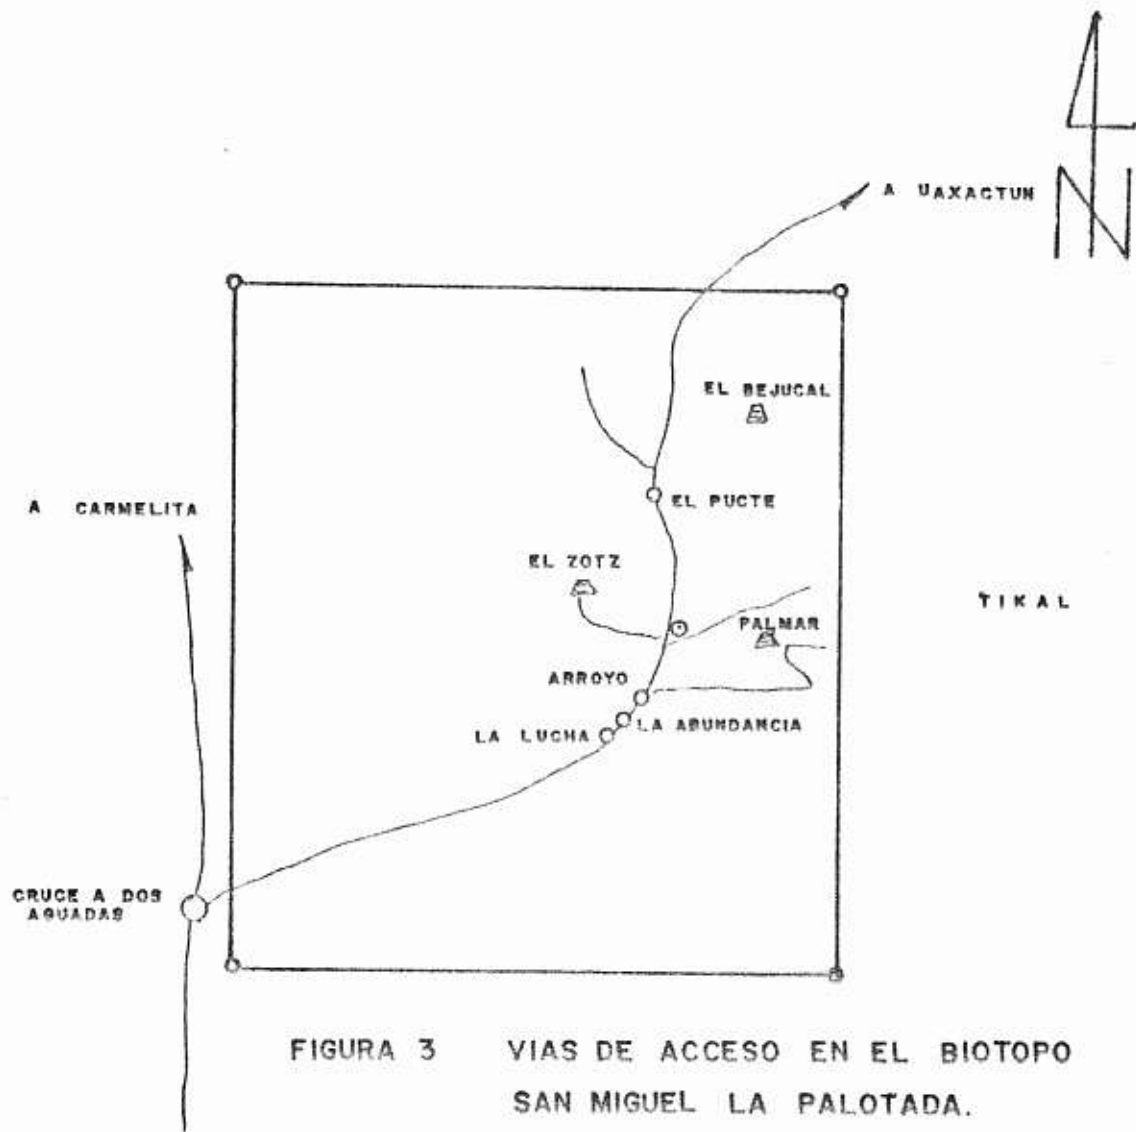 N
A UAXACTUN
EL BEJUCAL
A CARMELITA
EL PUCTE
EL ZOTZ
TIKAL
PALMAR
ARROYO
LA ABUNDANCIA
LA LUCHA
CRUCE A DOS
AGUADAS
FIGURA 3 VIAS DE ACCESO EN EL BIOTOPO
SAN MIGUEL LA PALOTADA.